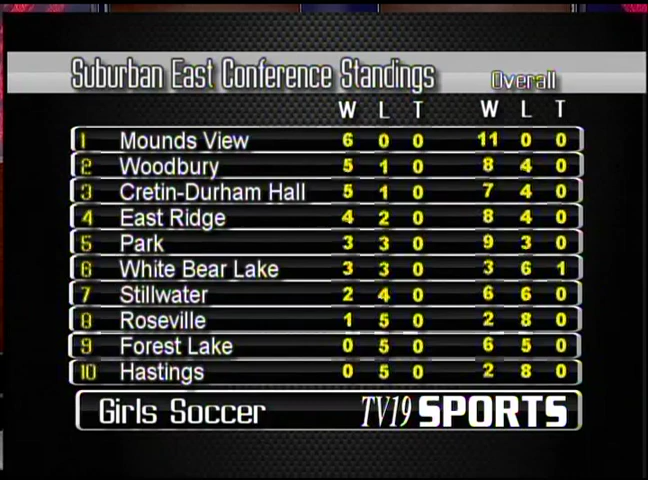 Suburban East Conference Standings Overall
W L T W L T
1 Mounds View 6 0 0 11 0 0
2 Woodbury 5 1 0 8 4 0
3 Cretin-Durham Hall 5 1 0 7 4 0
4 East Ridge 4 2 0 8 4 0
5 Park 3 3 0 9 3 0
6 White Bear Lake 3 3 0 3 6 1
7 Stillwater 2 4 0 6 6 0
8 Roseville 1 5 0 2 8 0
9 Forest Lake 0 5 0 6 5 0
10 Hastings 0 5 0 2 8 0
Girls Soccer TV19 SPORTS